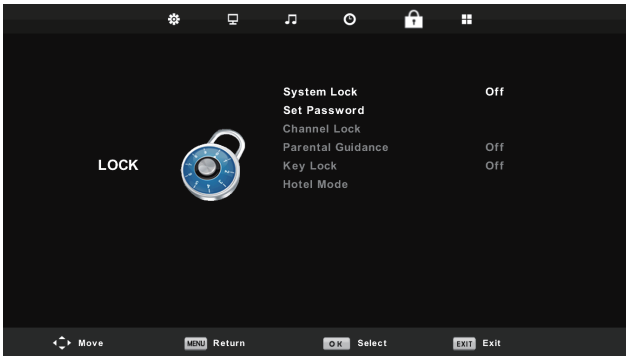 System Lock Off
Set Password
Channel Lock
Parental Guidance Off
LOCK
Key Lock Off
Hotel Mode
Move MENU Return OK Select EXIT Exit